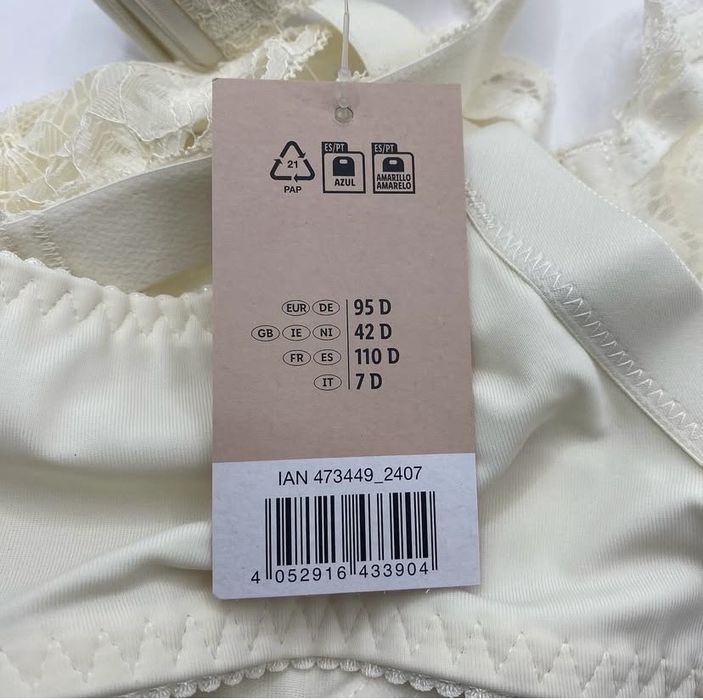 21
PAP
ES/PT
AZUL
ES/PT
AMARILLO
AMARELO
EUR DE 95 D
GB IE NI 42 D
FR ES 110 D
IT 7 D
IAN 473449_2407
4 052916 433904